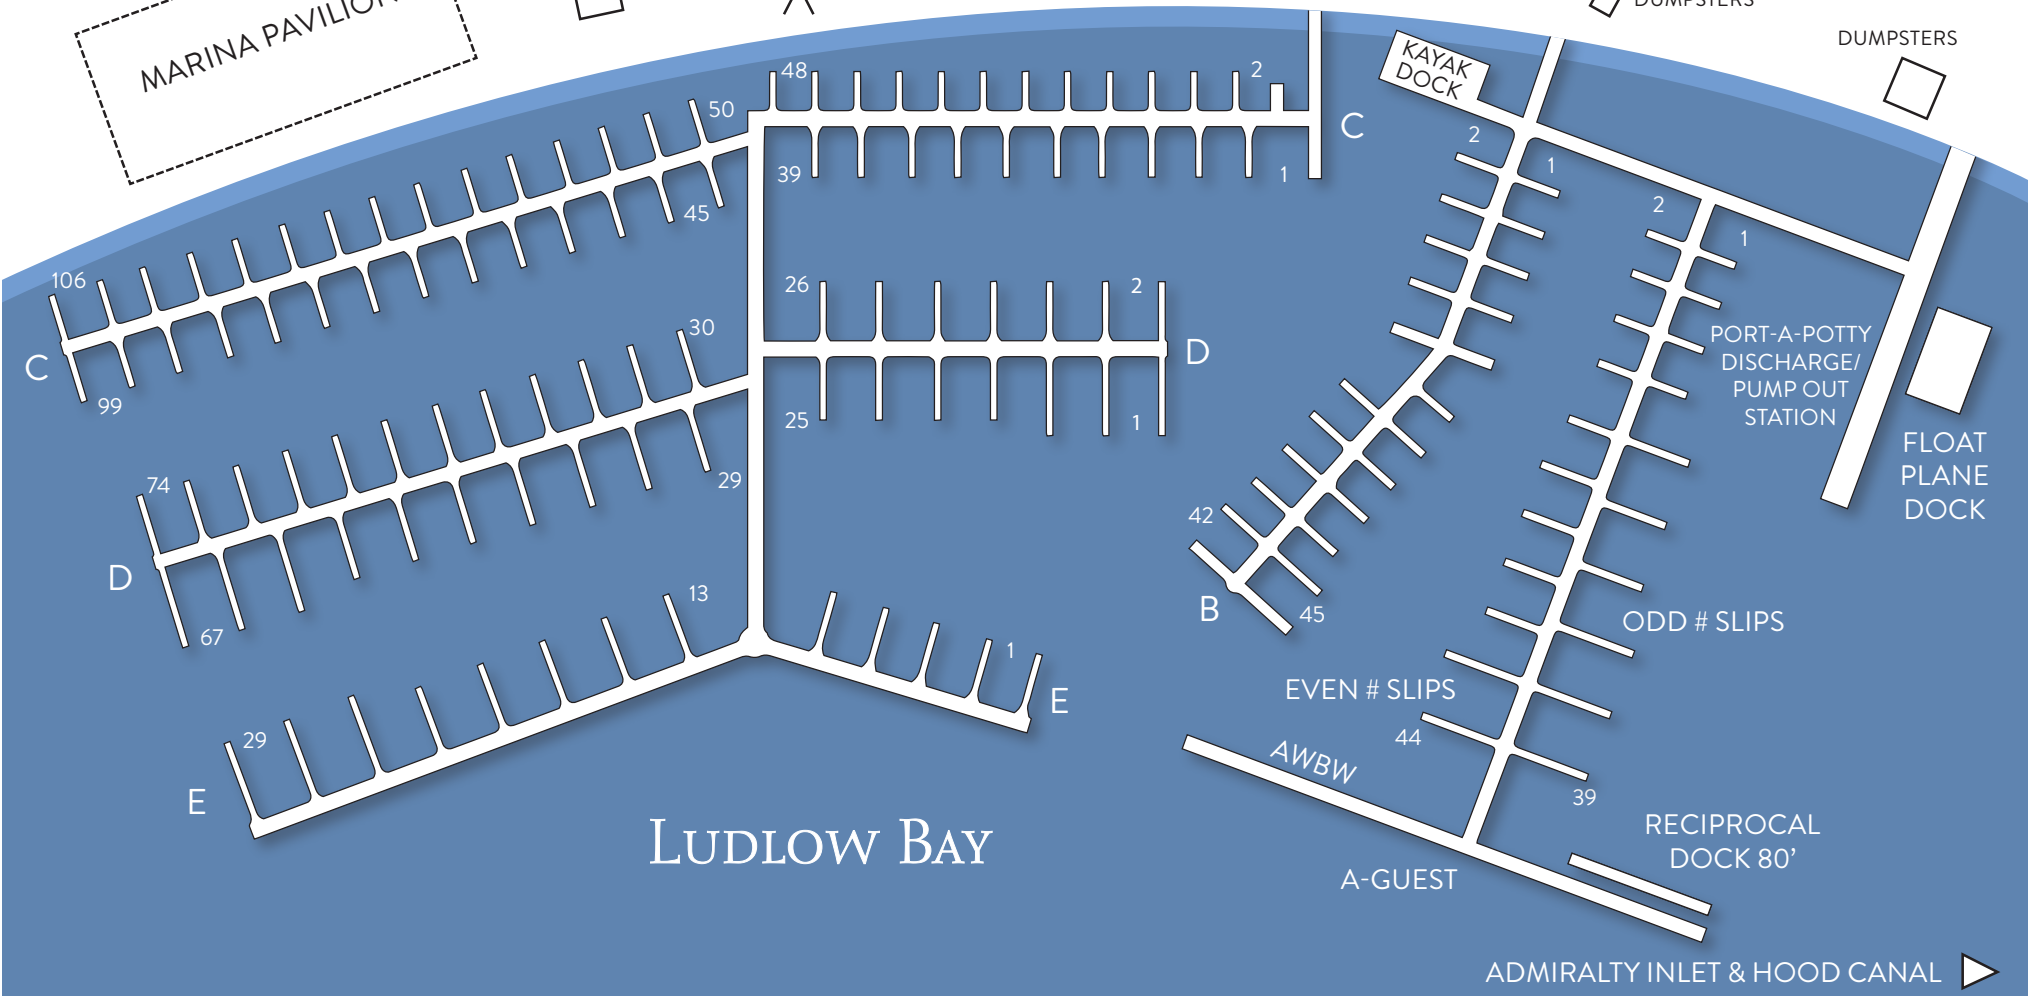 DUMPSTERS
DUMPSTERS
MARINA PAVILION
KAYAK
DOCK
48
2
50
C
39
1
45
106
C
99
2
1
2
1
26
2
D
25
1
30
29
74
D
67
PORT-A-POTTY
DISCHARGE/
PUMP OUT
STATION
FLOAT
PLANE
DOCK
42
B
45
13
1
E
29
E
ODD # SLIPS
EVEN # SLIPS
44
39
AWBW
RECIPROCAL
DOCK 80’
A-GUEST
LUDLOW BAY
ADMIRALTY INLET & HOOD CANAL